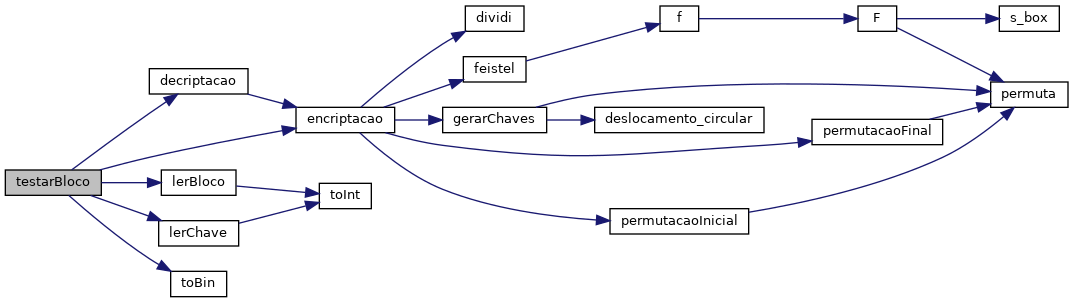 dividi
f
F
s_box
feistel
decriptacao
permuta
encriptacao
gerarChaves
deslocamento_circular
permutacaoFinal
testarBloco
lerBloco
toInt
lerChave
permutacaoInicial
toBin